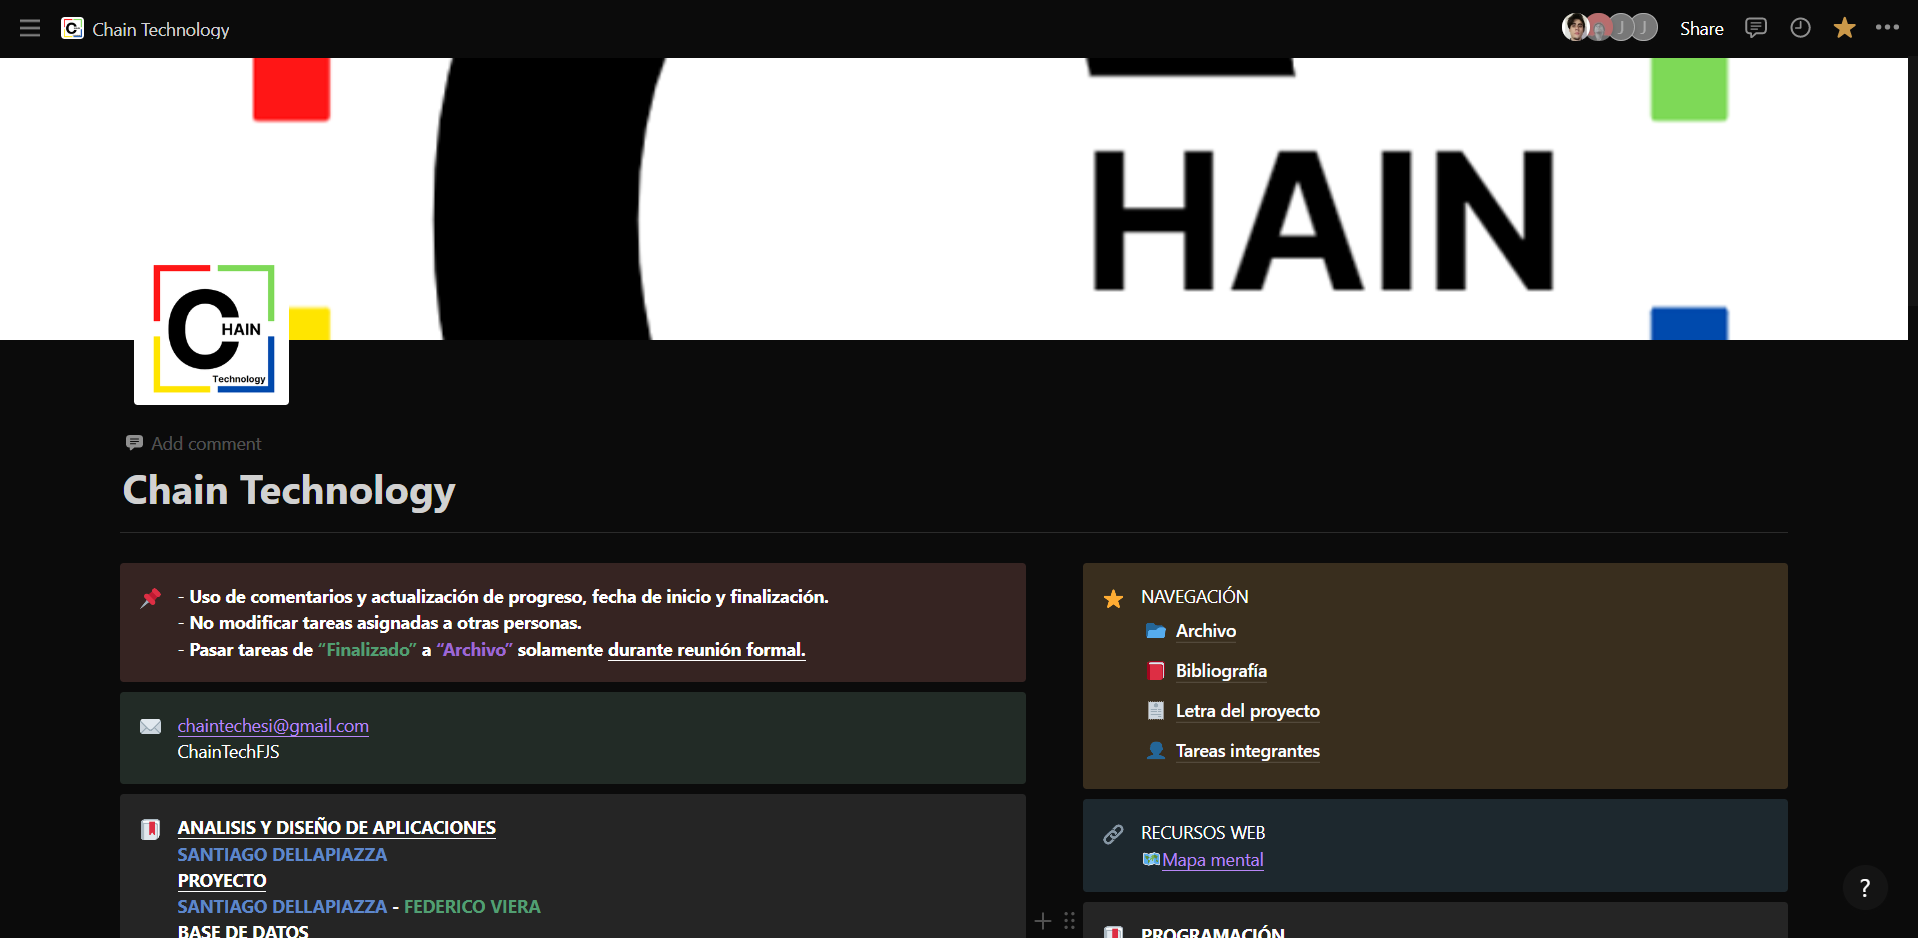 Chain Technology
J
J
Share
HAIN
C
HAIN
Technology
Add comment
Chain Technology
- Uso de comentarios y actualización de progreso, fecha de inicio y finalización.
- No modificar tareas asignadas a otras personas.
- Pasar tareas de “Finalizado” a “Archivo” solamente durante reunión formal.
chaintechesi@gmail.com
ChainTechFJS
ANALISIS Y DISEÑO DE APLICACIONES
SANTIAGO DELLAPIAZZA
PROYECTO
SANTIAGO DELLAPIAZZA - FEDERICO VIERA
BASE DE DATOS
NAVEGACIÓN
Archivo
Bibliografía
Letra del proyecto
Tareas integrantes
RECURSOS WEB
Mapa mental
PROGRAMACIÓN
?